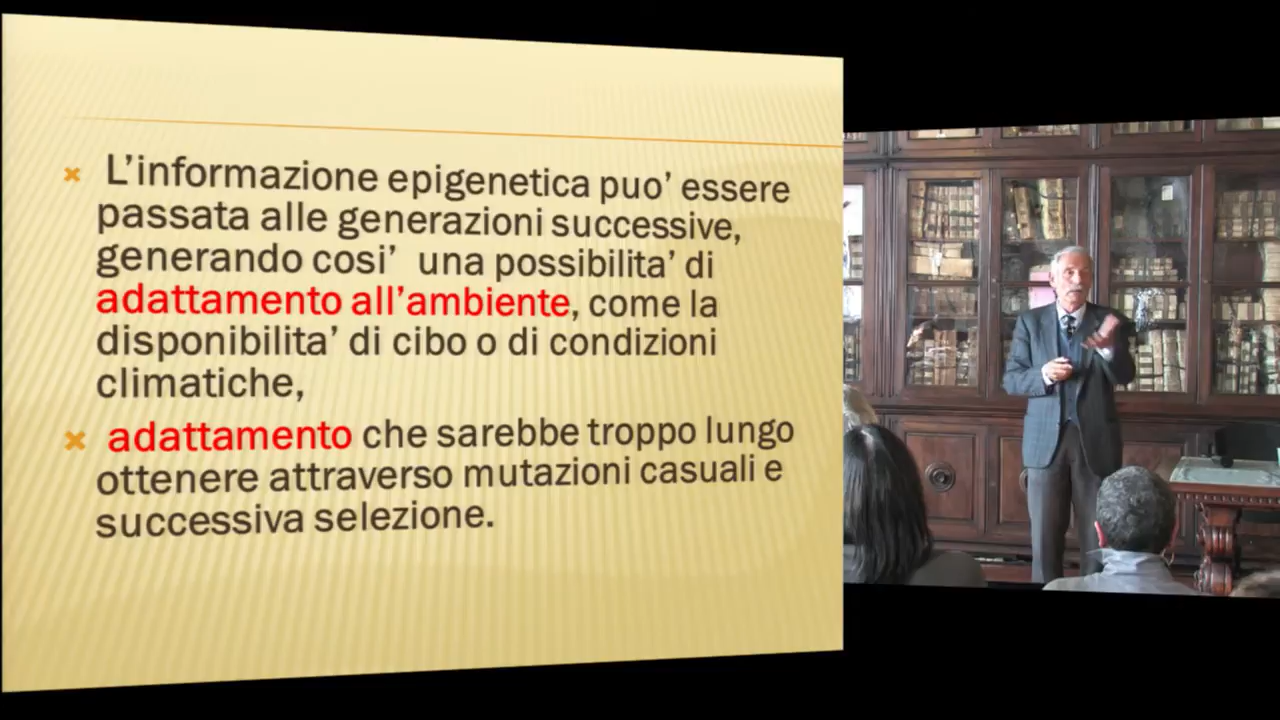 L’informazione epigenetica puo’ essere
passata alle generazioni successive,
generando cosi’ una possibilita’ di
adattamento all’ambiente, come la
disponibilita’ di cibo o di condizioni
climatiche,
adattamento che sarebbe troppo lungo
ottenere attraverso mutazioni casuali e
successiva selezione.